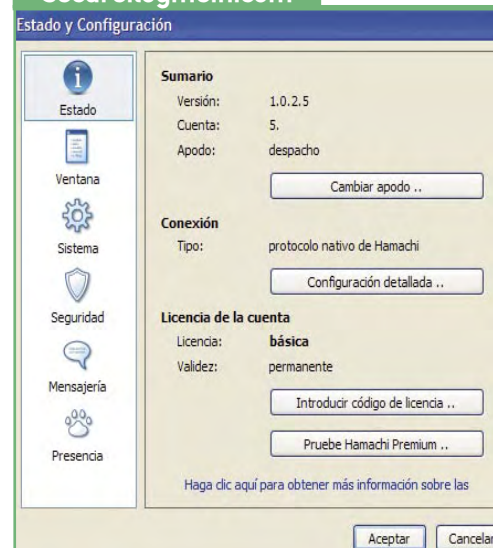 Estado y Configuración
Estado
Ventana
Sistema
Seguridad
Mensajería
Presencia
Sumario
Versión: 1.0.2.5
Cuenta: 5.
Apodo: despacho
Cambiar apodo ..
Conexión
Tipo: protocolo nativo de Hamachi
Configuración detallada ..
Licencia de la cuenta
Licencia: básica
Validez: permanente
Introducir código de licencia ..
Pruebe Hamachi Premium ..
Haga clic aquí para obtener más información sobre las
Aceptar
Cancelar